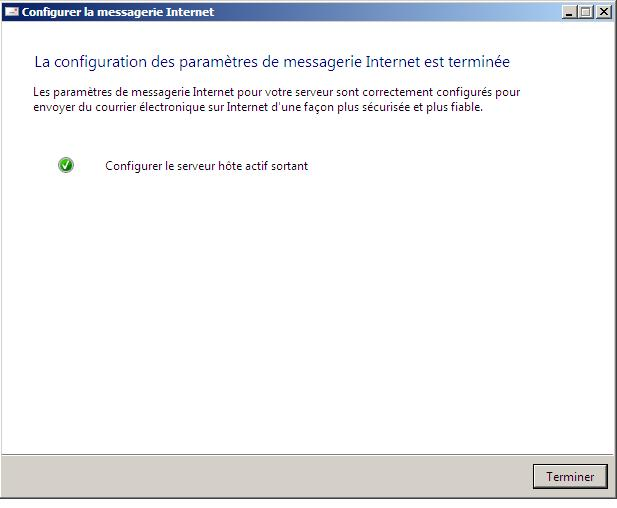 Configurer la messagerie Internet
La configuration des paramètres de messagerie Internet est terminée
Les paramètres de messagerie Internet pour votre serveur sont correctement configurés pour
envoyer du courrier électronique sur Internet d'une façon plus sécurisée et plus fiable.
Configurer le serveur hôte actif sortant
Terminer